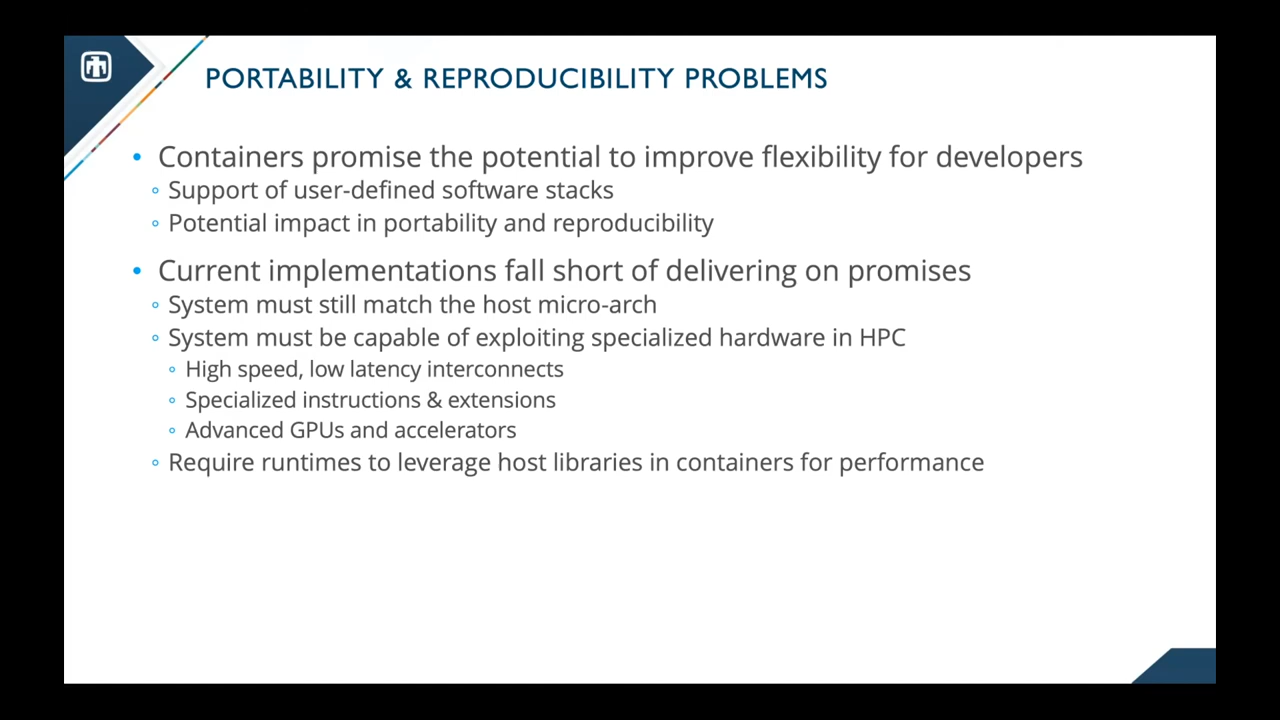 PORTABILITY & REPRODUCIBILITY PROBLEMS
• Containers promise the potential to improve flexibility for developers
◦ Support of user-defined software stacks
◦ Potential impact in portability and reproducibility
• Current implementations fall short of delivering on promises
◦ System must still match the host micro-arch
◦ System must be capable of exploiting specialized hardware in HPC
◦ High speed, low latency interconnects
◦ Specialized instructions & extensions
◦ Advanced GPUs and accelerators
◦ Require runtimes to leverage host libraries in containers for performance